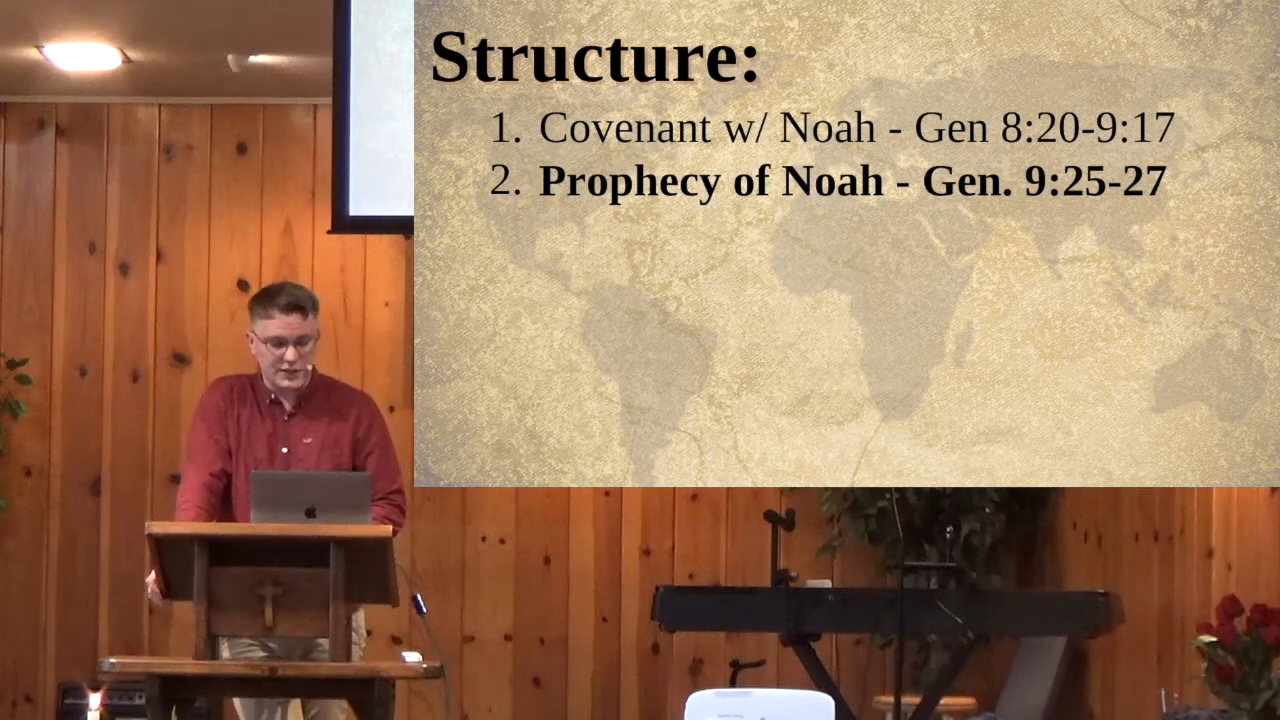 Structure:
1. Covenant w/ Noah - Gen 8:20-9:17
2. Prophecy of Noah - Gen. 9:25-27